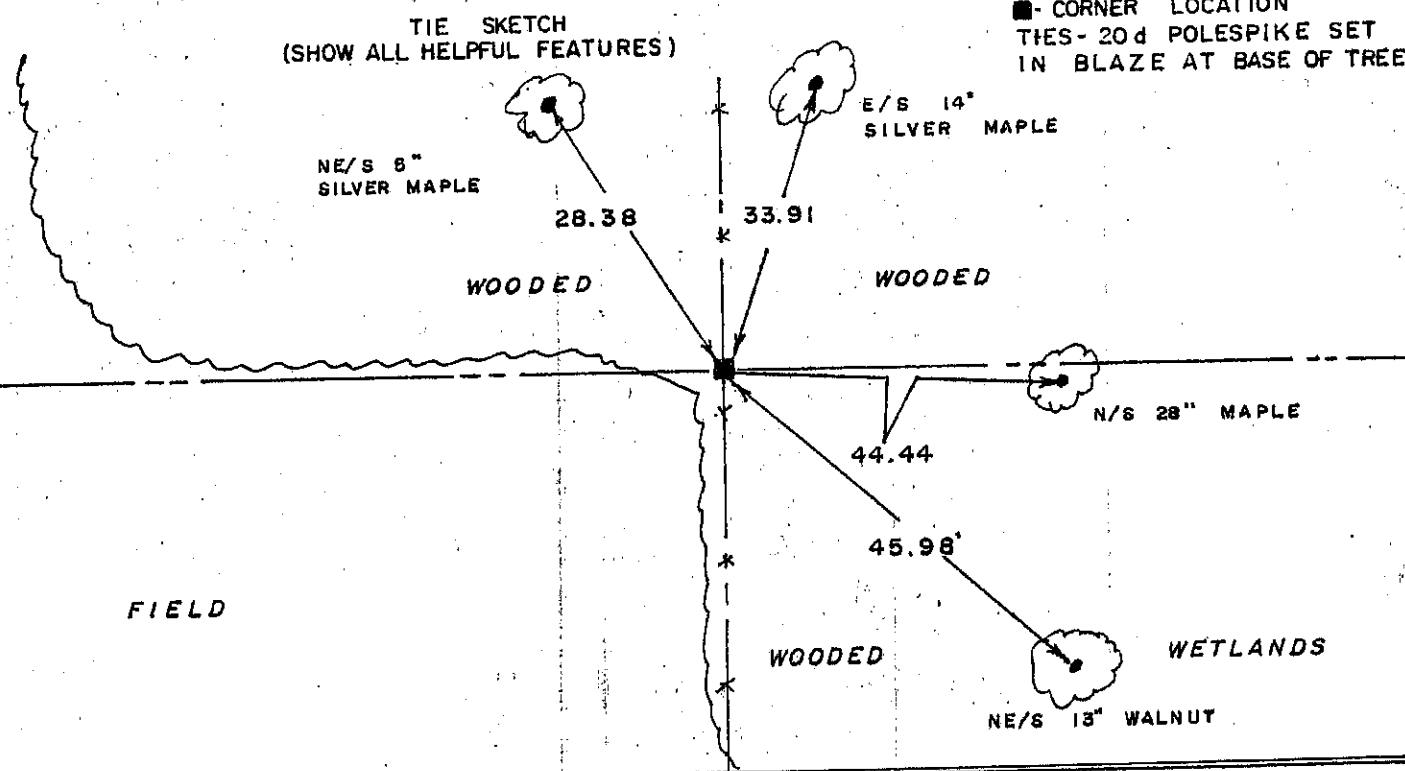 TIE SKETCH
(SHOW ALL HELPFUL FEATURES)
- CORNER LOCATION
TIES - 20d POLESPIKE SET
IN BLAZE AT BASE OF TREE
E/S 14"
SILVER MAPLE
NE/S 8"
SILVER MAPLE
28.38
33.91
WOODED
WOODED
N/S 28" MAPLE
44.44
45.98'
FIELD
WOODED
WETLANDS
NE/S 13" WALNUT